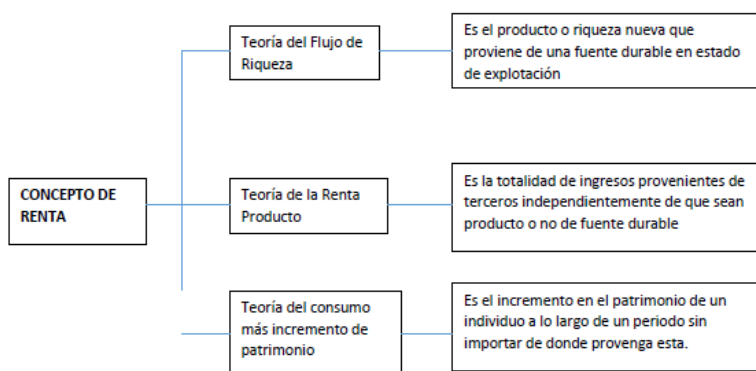 Teoría del Flujo de
Riqueza
Es el producto o riqueza nueva que
proviene de una fuente durable en estado
de explotación
CONCEPTO DE
RENTA
Teoría de la Renta
Producto
Es la totalidad de ingresos provenientes de
terceros independientemente de que sean
producto o no de fuente durable
Teoría del consumo
más incremento de
patrimonio
Es el incremento en el patrimonio de un
individuo a lo largo de un periodo sin
importar de donde provenga esta.